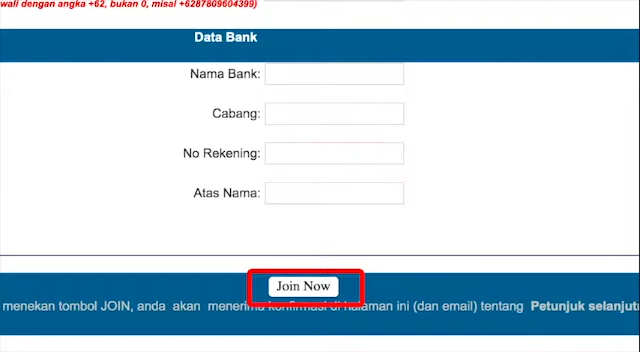 wali dengan angka +62, bukan 0, misal +6287809604399)
Data Bank
Nama Bank:
Cabang:
No Rekening:
Atas Nama:
Join Now
menekan tombol JOIN, anda akan menerima konfirmasi di halaman ini (dan email) tentang Petunjuk selanjutn